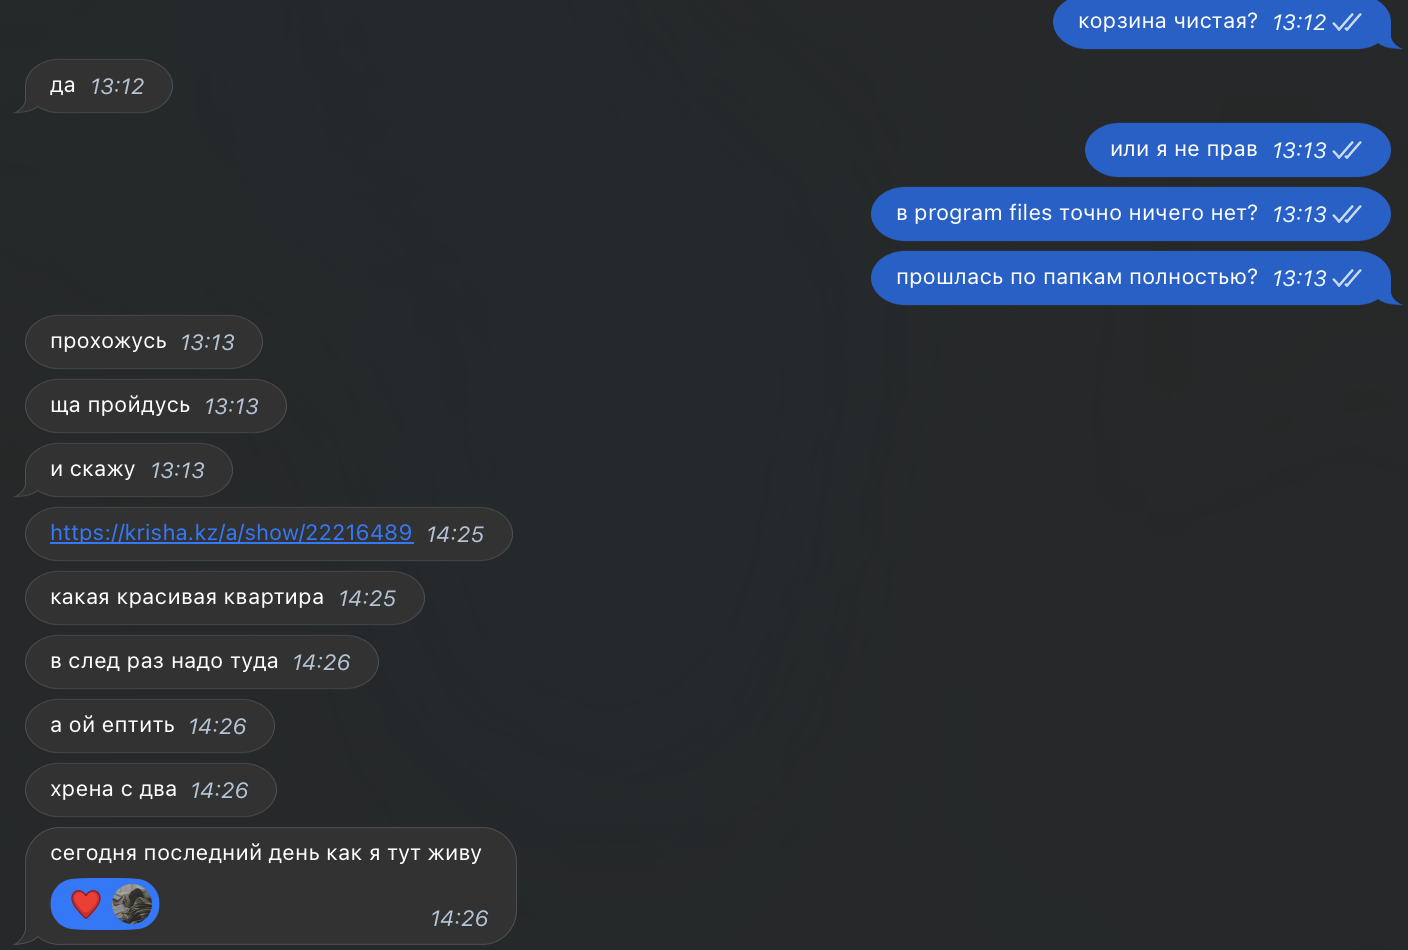 корзина чистая? 13:12
да 13:12
или я не прав 13:13
в program files точно ничего нет? 13:13
прошлась по папкам полностью? 13:13
прохожусь 13:13
ща пройдусь 13:13
и скажу 13:13
https://krisha.kz/a/show/22216489 14:25
какая красивая квартира 14:25
в след раз надо туда 14:26
а ой ептить 14:26
хрена с два 14:26
сегодня последний день как я тут живу
14:26